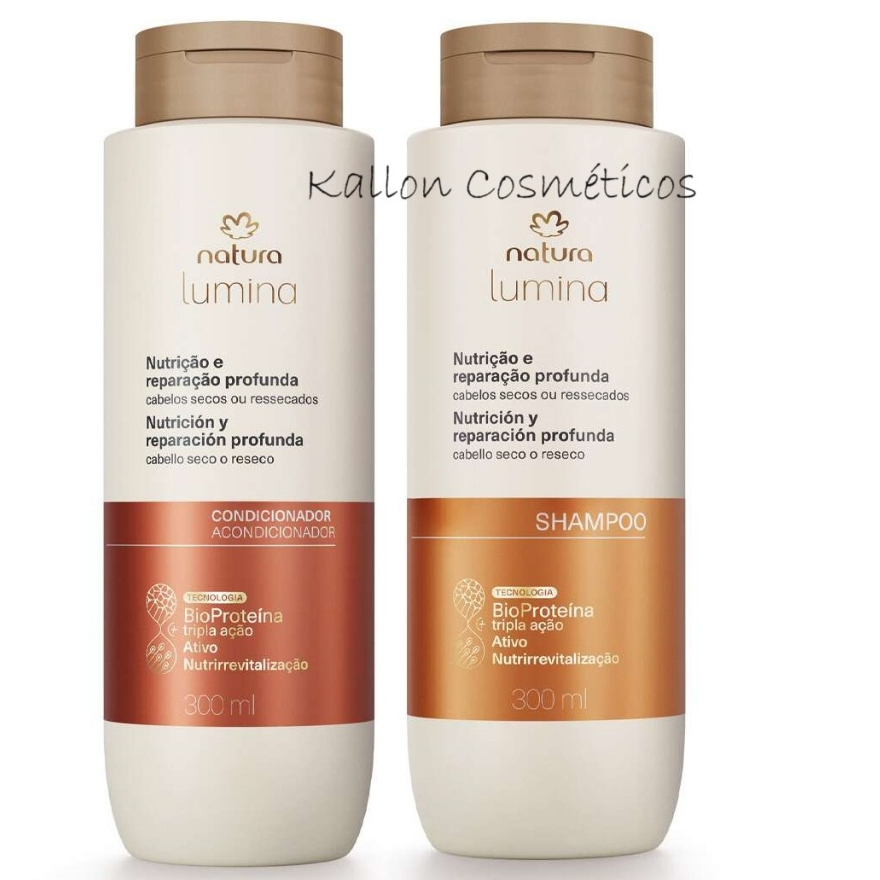 Kallon Cosméticos
natura
lumina
Nutrição e
reparação profunda
cabelos secos ou ressecados
Nutrición y
reparación profunda
cabello seco o reseco
CONDICIONADOR
ACONDICIONADOR
TECNOLOGIA
BioProteína
+ tripla ação
Ativo
Nutrirrevitalização
300 ml
natura
lumina
Nutrição e
reparação profunda
cabelos secos ou ressecados
Nutrición y
reparación profunda
cabello seco o reseco
SHAMPOO
TECNOLOGIA
BioProteína
+ tripla ação
Ativo
Nutrirrevitalização
300 ml